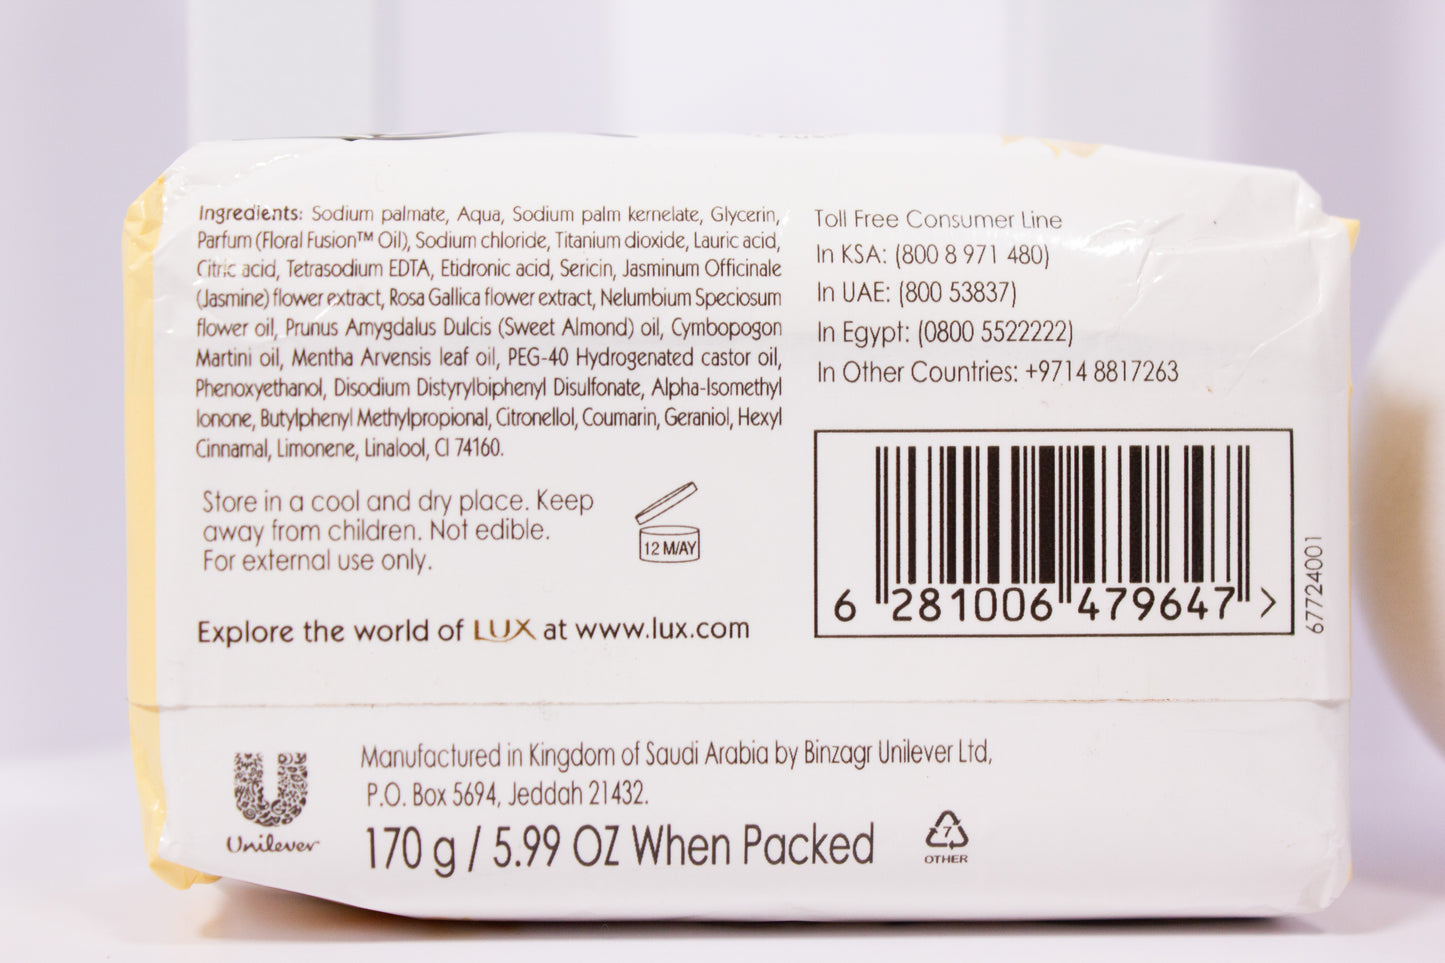 Ingredients: Sodium palmate, Aqua, Sodium palm kernelate, Glycerin,
Parfum (Floral Fusion™ Oil), Sodium chloride, Titanium dioxide, Lauric acid,
Citric acid, Tetrasodium EDTA, Etidronic acid, Sericin, Jasminum Officinale
(Jasmine) flower extract, Rosa Gallica flower extract, Nelumbium Speciosum
flower oil, Prunus Amygdalus Dulcis (Sweet Almond) oil, Cymbopogon
Martini oil, Mentha Arvensis leaf oil, PEG-40 Hydrogenated castor oil,
Phenoxyethanol, Disodium Distyrylbiphenyl Disulfonate, Alpha-Isomethyl
Ionone, Butylphenyl Methylpropional, Citronellol, Coumarin, Geraniol, Hexyl
Cinnamal, Limonene, Linalool, CI 74160.
Store in a cool and dry place. Keep
away from children. Not edible.
For external use only.
12 M/AY
Explore the world of LUX at www.lux.com
Toll Free Consumer Line
In KSA: (800 8 971 480)
In UAE: (800 53837)
In Egypt: (0800 5522222)
In Other Countries: +9714 8817263
6 281006 479647 >
67724001
Unilever
Manufactured in Kingdom of Saudi Arabia by Binzagr Unilever Ltd,
P.O. Box 5694, Jeddah 21432.
170 g / 5.99 OZ When Packed
7
OTHER